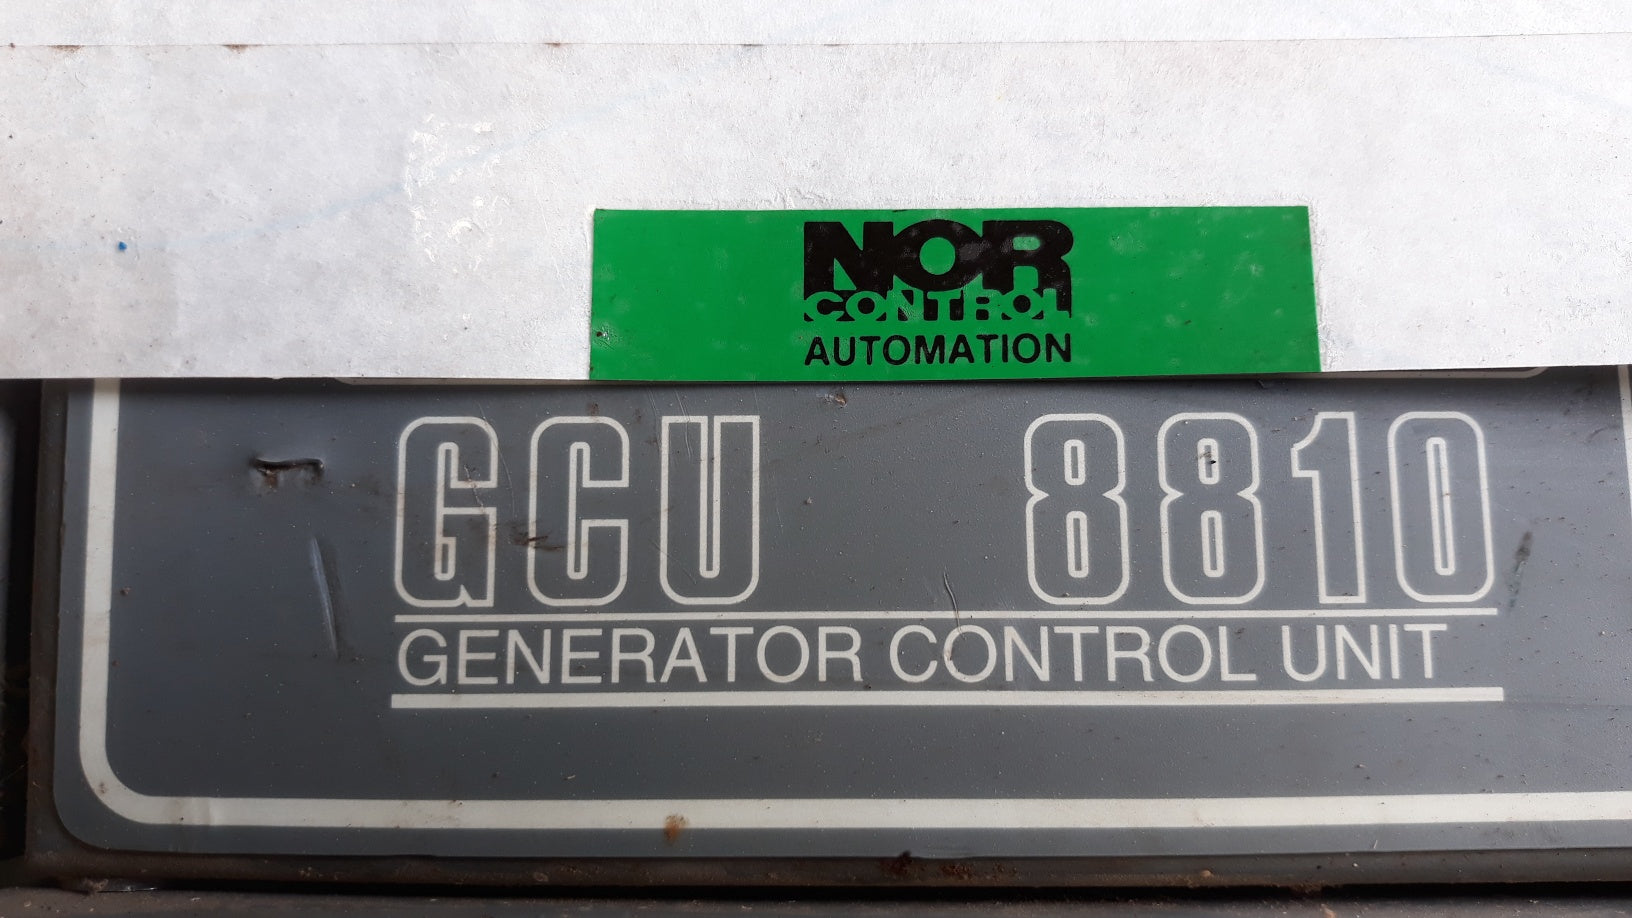 NOR
CONTROL
AUTOMATION
GCU 8810
GENERATOR CONTROL UNIT